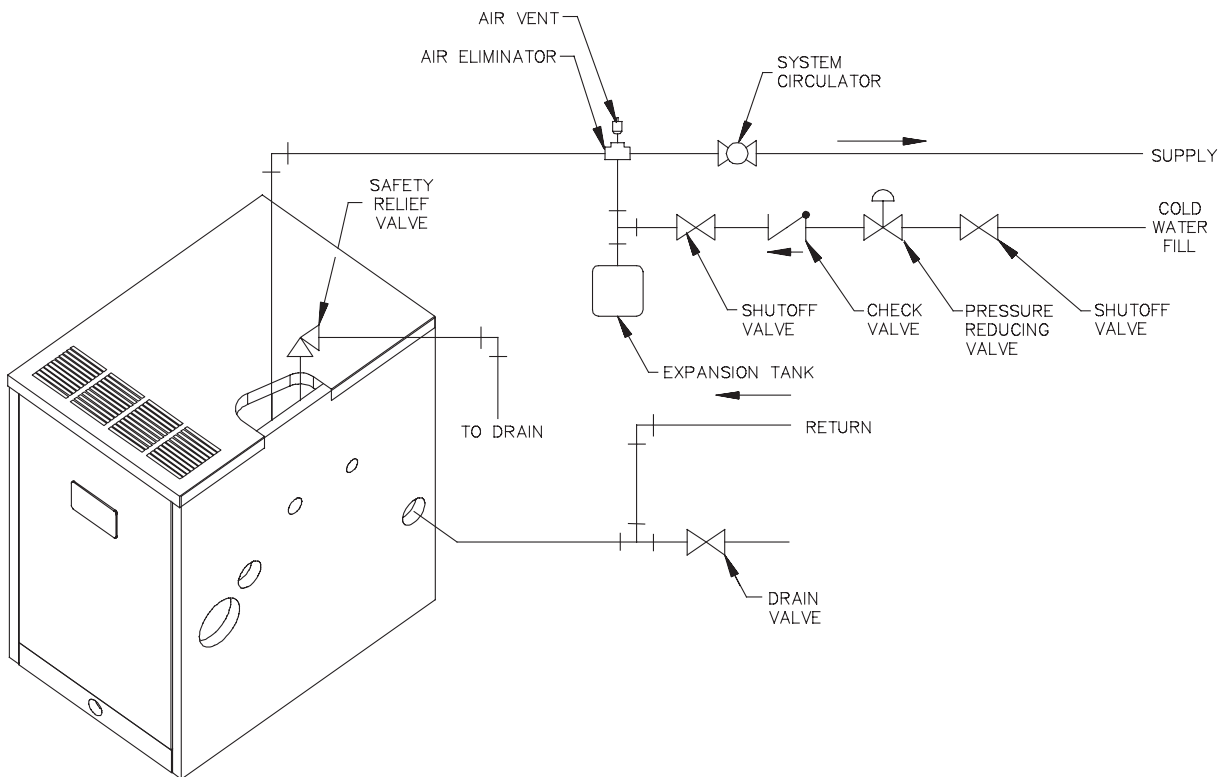 AIR VENT
AIR ELIMINATOR
SYSTEM
CIRCULATOR
SUPPLY
SAFETY
RELIEF
VALVE
COLD
WATER
FILL
SHUTOFF
VALVE
CHECK
VALVE
PRESSURE
REDUCING
VALVE
SHUTOFF
VALVE
EXPANSION TANK
TO DRAIN
RETURN
DRAIN
VALVE